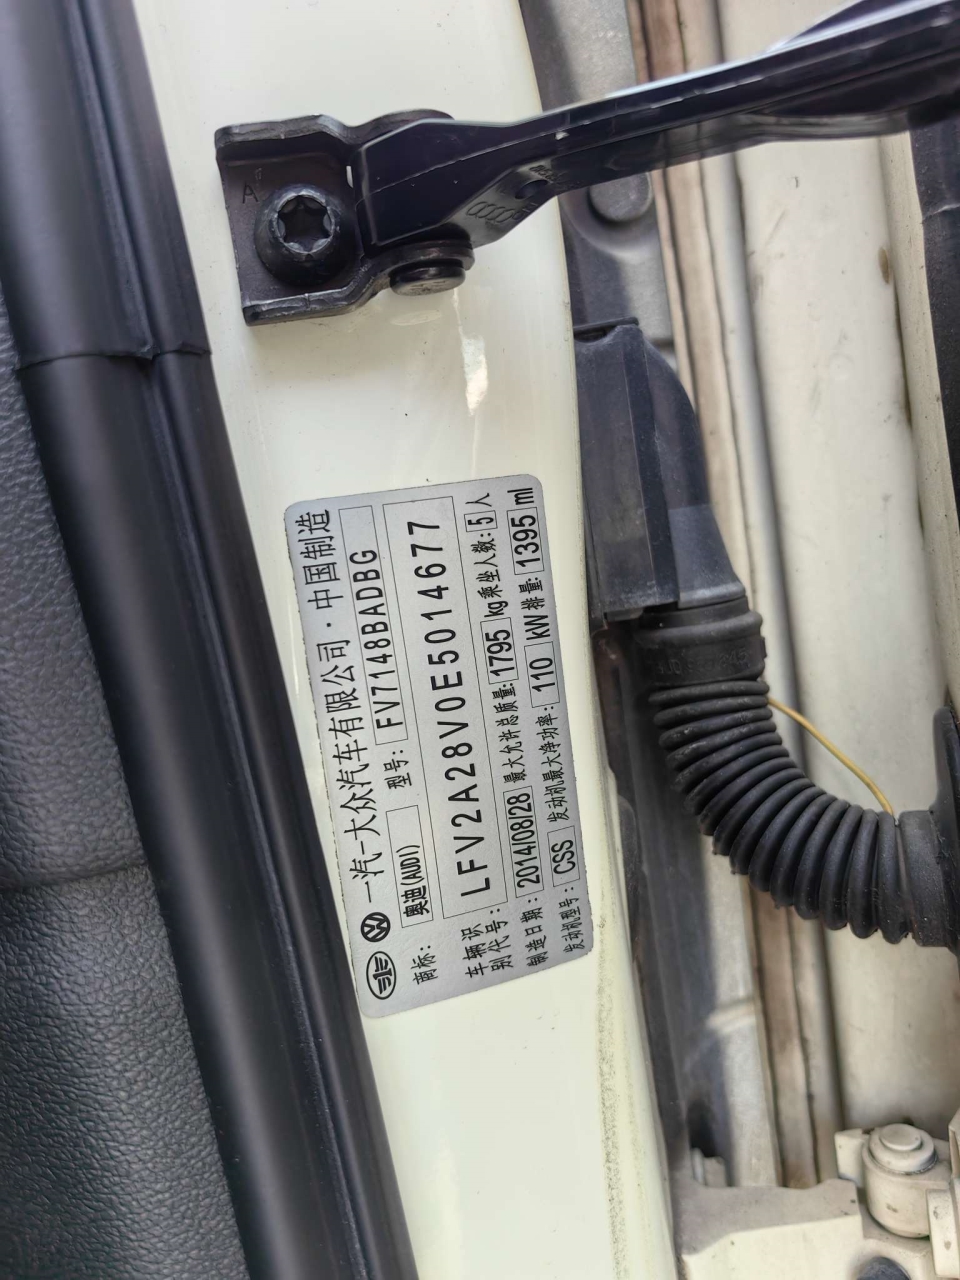 一汽-大众汽车有限公司·中国制造
商标: 奥迪(AUDI) 型号: FV7148BADBG
车辆识别代号: LFV2A28V0E5014677
制造日期: 2014/08/28 最大允许总质量: 1795 kg 乘坐人数: 5 人
发动机型号: CSS 发动机最大净功率: 110 kW 排量: 1395 ml
A